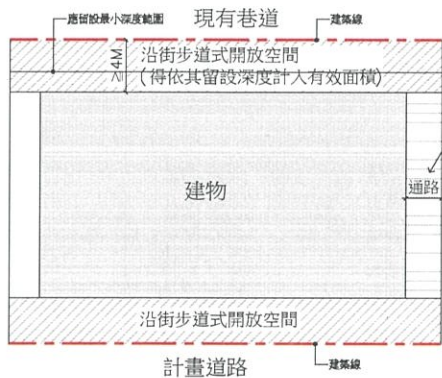 現有巷道
應留設最小深度範圍
建築線
≥4M
沿街步道式開放空間
(得依其留設深度計入有效面積)
建物
通路
沿街步道式開放空間
計畫道路
建築線